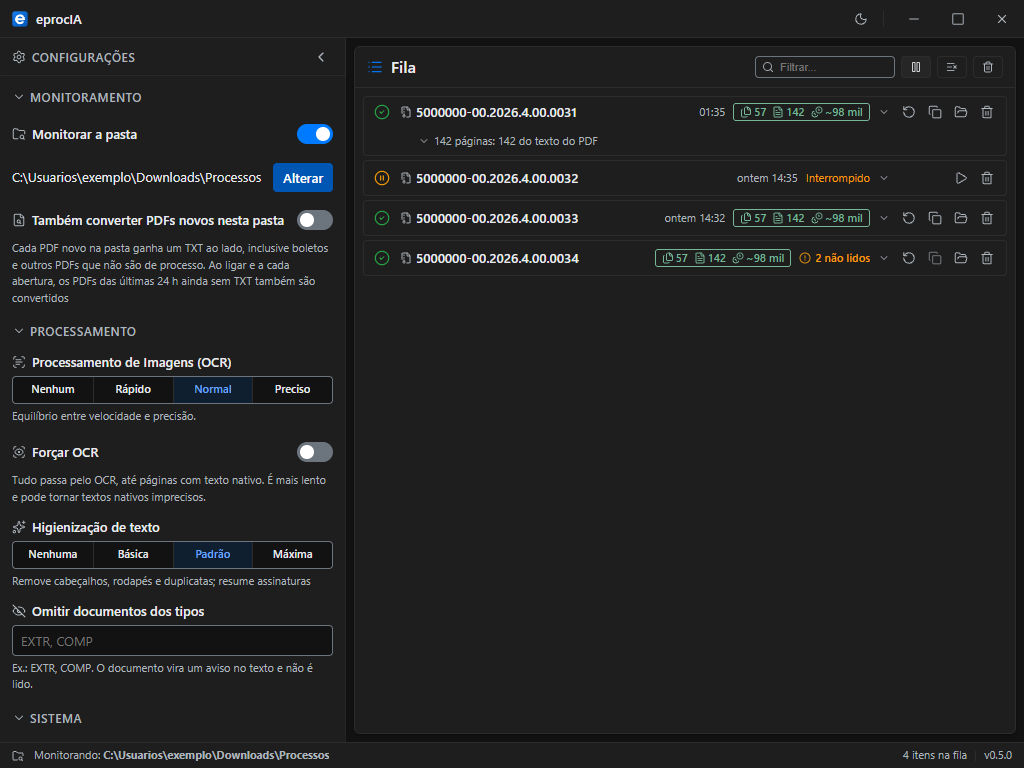 eprocIA
CONFIGURAÇÕES
MONITORAMENTO
Monitorar a pasta
C:\Usuarios\exemplo\Downloads\Processos
Alterar
Também converter PDFs novos nesta pasta
Cada PDF novo na pasta ganha um TXT ao lado, inclusive boletos
e outros PDFs que não são de processo. Ao ligar e a cada
abertura, os PDFs das últimas 24 h ainda sem TXT também são
convertidos
PROCESSAMENTO
Processamento de Imagens (OCR)
Nenhum Rápido Normal Preciso
Equilíbrio entre velocidade e precisão.
Forçar OCR
Tudo passa pelo OCR, até páginas com texto nativo. É mais lento
e pode tornar textos nativos imprecisos.
Higienização de texto
Nenhuma Básica Padrão Máxima
Remove cabeçalhos, rodapés e duplicatas; resume assinaturas
Omitir documentos dos tipos
EXTR, COMP
Ex.: EXTR, COMP. O documento vira um aviso no texto e não é
lido.
SISTEMA
Fila
Filtrar...
5000000-00.2026.4.00.0031 01:35 57 142 ~98 mil
142 páginas: 142 do texto do PDF
5000000-00.2026.4.00.0032 ontem 14:35 Interrompido
5000000-00.2026.4.00.0033 ontem 14:32 57 142 ~98 mil
5000000-00.2026.4.00.0034 57 142 ~98 mil 2 não lidos
Monitorando: C:\Usuarios\exemplo\Downloads\Processos
4 itens na fila v0.5.0